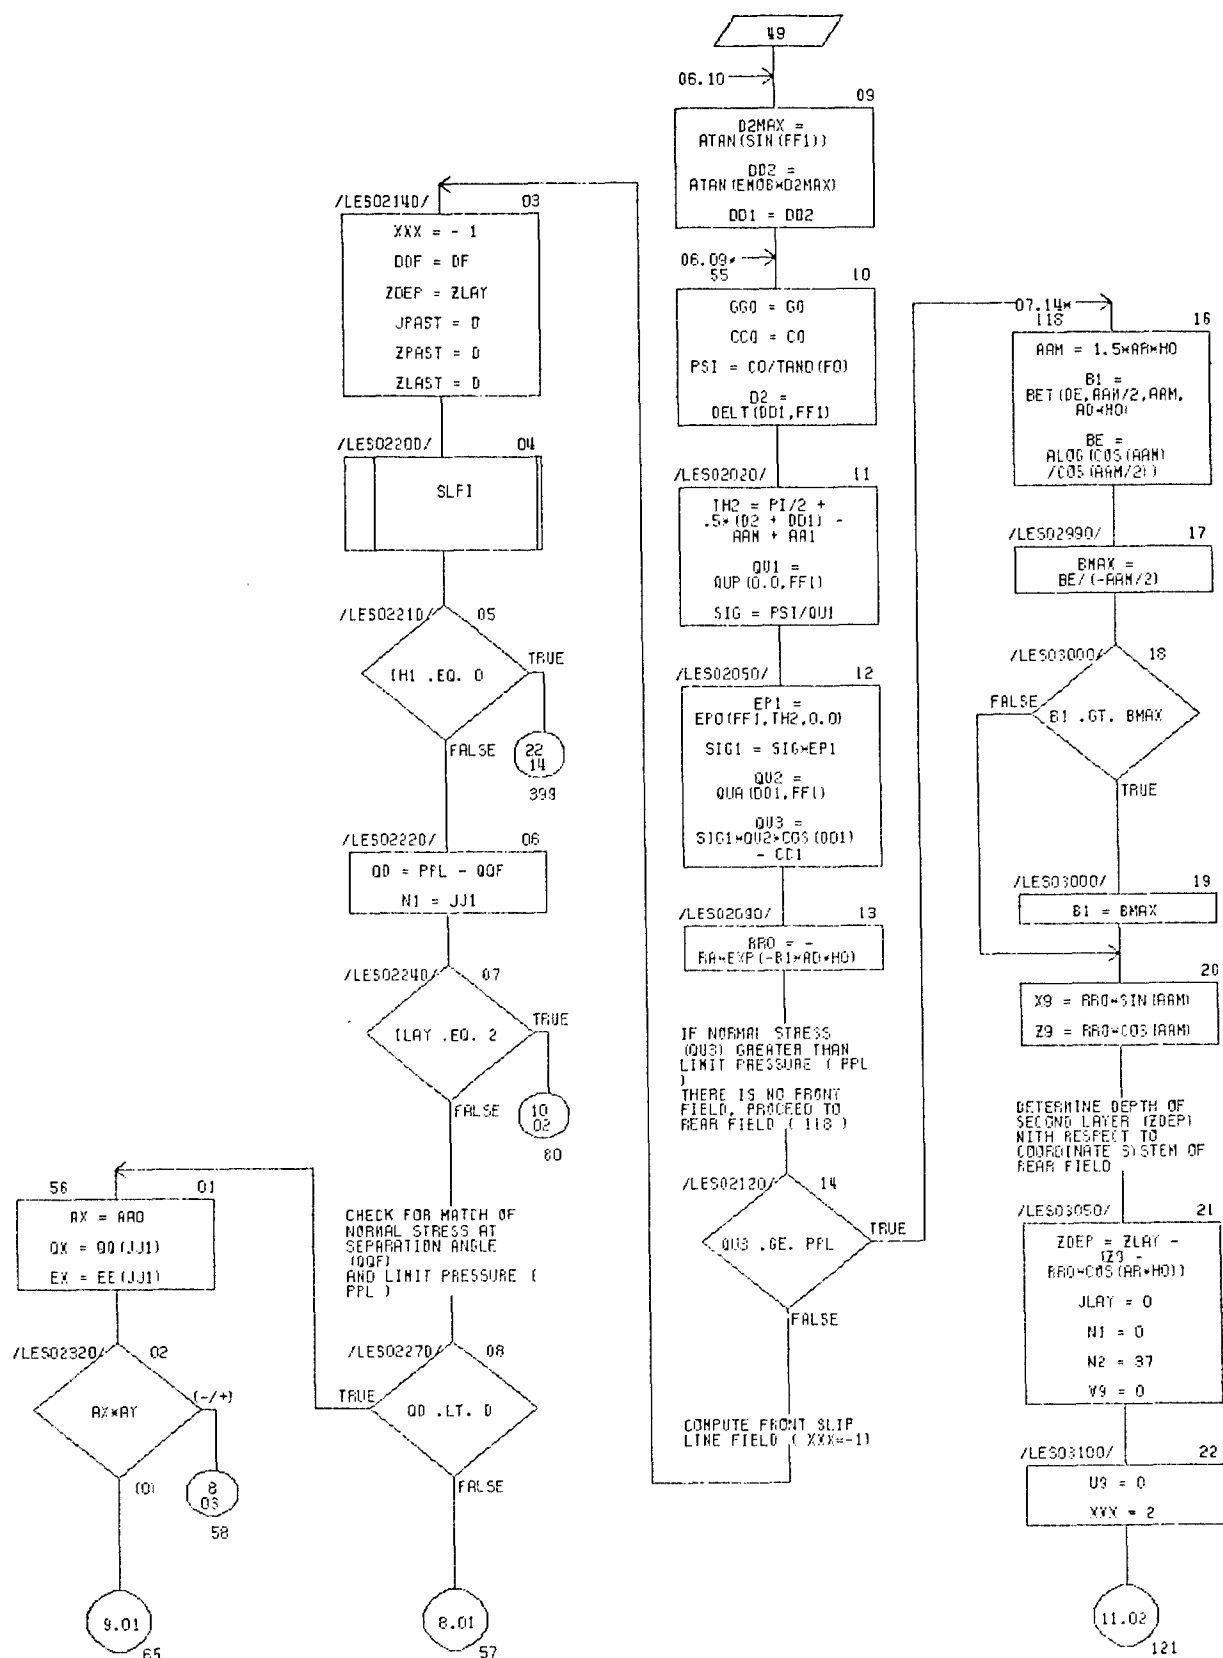 49
06.10
09
D2MAX =
ATAN(SIN(FF1))
DD2 =
ATAN(EMOB*D2MAX)
DD1 = DD2
06.09*
55
10
GG0 = G0
CC0 = C0
PSI = CO/TAND(FO)
D2 =
DELT(DD1,FF1)
/LES02020/
11
TH2 = PI/2 +
.5*(D2 + DD1) -
AAM + AA1
QU1 =
QUP(0.0,FF1)
SIG = PSI/QU1
/LES02050/
12
EP1 =
EPO(FF1,TH2,0.0)
SIG1 = SIG*EP1
QU2 =
QUA(DD1,FF1)
QU3 =
SIG1*QU2*COS(DD1)
- CC1
/LES02090/
13
RRO = -
RA*EXP(-B1*AO*HO)
IF NORMAL STRESS
(QU3) GREATER THAN
LIMIT PRESSURE ( PPL
)
THERE IS NO FRONT
FIELD, PROCEED TO
REAR FIELD ( 118 )
/LES02120/
14
QU3 .GE. PPL
TRUE
FALSE
COMPUTE FRONT SLIP
LINE FIELD ( XXX=-1)
/LES02140/
03
XXX = - 1
DDF = DF
ZDEP = ZLAY
JPAST = 0
ZPAST = 0
ZLAST = 0
/LES02200/
04
SLFI
/LES02210/
05
IH1 .EQ. 0
TRUE
FALSE
22
14
399
/LES02220/
06
QD = PPL - QQF
N1 = JJ1
/LES02240/
07
ILAY .EQ. 2
TRUE
FALSE
10
02
80
CHECK FOR MATCH OF
NORMAL STRESS AT
SEPARATION ANGLE
(QQF)
AND LIMIT PRESSURE (
PPL )
/LES02270/
08
QD .LT. 0
TRUE
FALSE
8.01
57
56
01
AX = AAO
QX = QQ(JJ1)
EX = EE(JJ1)
/LES02320/
02
AX*AY
(-/+)
(0)
8
03
58
9.01
65
07.14*
118
16
AAM = 1.5*AR*HO
B1 =
BET(DE,AAM/2,AAM,
AO*HO)
BE =
ALOG(COS(AAM)
/COS(AAM/2))
/LES02990/
17
BMAX =
BE/(-AAM/2)
/LES03000/
18
B1 .GT. BMAX
FALSE
TRUE
/LES03000/
19
B1 = BMAX
20
X9 = RRO*SIN(AAM)
Z9 = RRO*COS(AAM)
DETERMINE DEPTH OF
SECOND LAYER (ZDEP)
WITH RESPECT TO
COORDINATE SYSTEM OF
REAR FIELD
/LES03050/
21
ZDEP = ZLAY -
(Z9 -
RRO*COS(AR*HO))
JLAY = 0
N1 = 0
N2 = 37
V9 = 0
/LES03100/
22
U9 = 0
XXX = 2
11.02
121